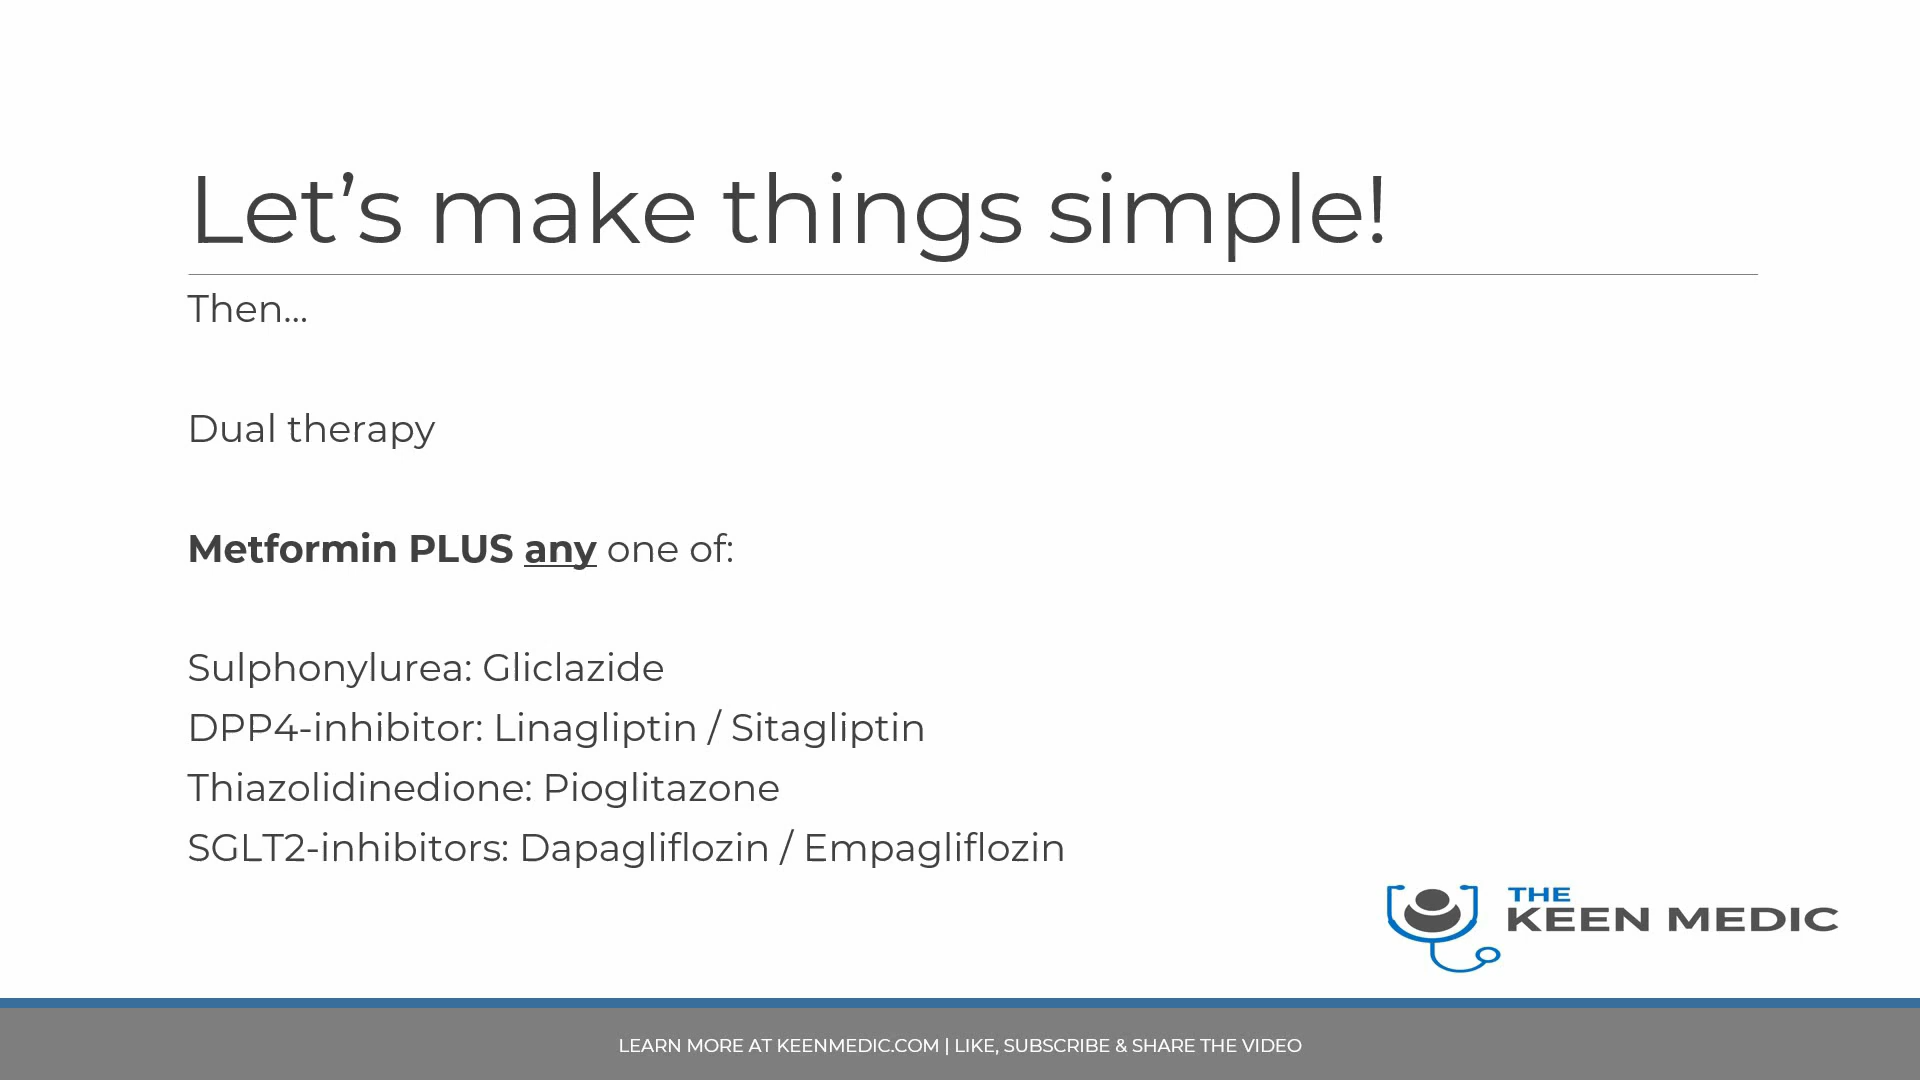 Let’s make things simple!
Then…
Dual therapy
Metformin PLUS any one of:
Sulphonylurea: Gliclazide
DPP4-inhibitor: Linagliptin / Sitagliptin
Thiazolidinedione: Pioglitazone
SGLT2-inhibitors: Dapagliflozin / Empagliflozin
THE
KEEN MEDIC
LEARN MORE AT KEENMEDIC.COM | LIKE, SUBSCRIBE & SHARE THE VIDEO